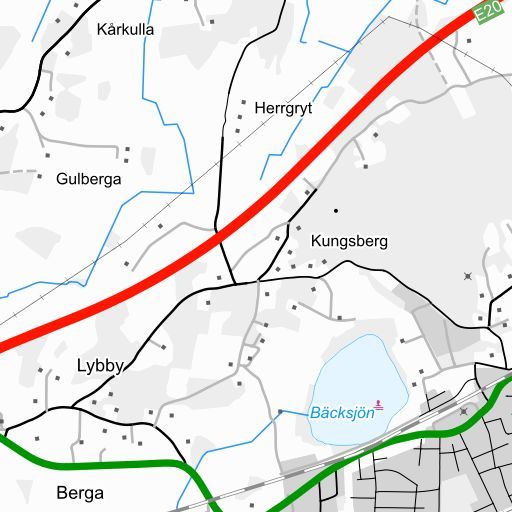 E20
Kårkulla
Herrgryt
Gulberga
Kungsberg
Lybby
Bäcksjön
Berga